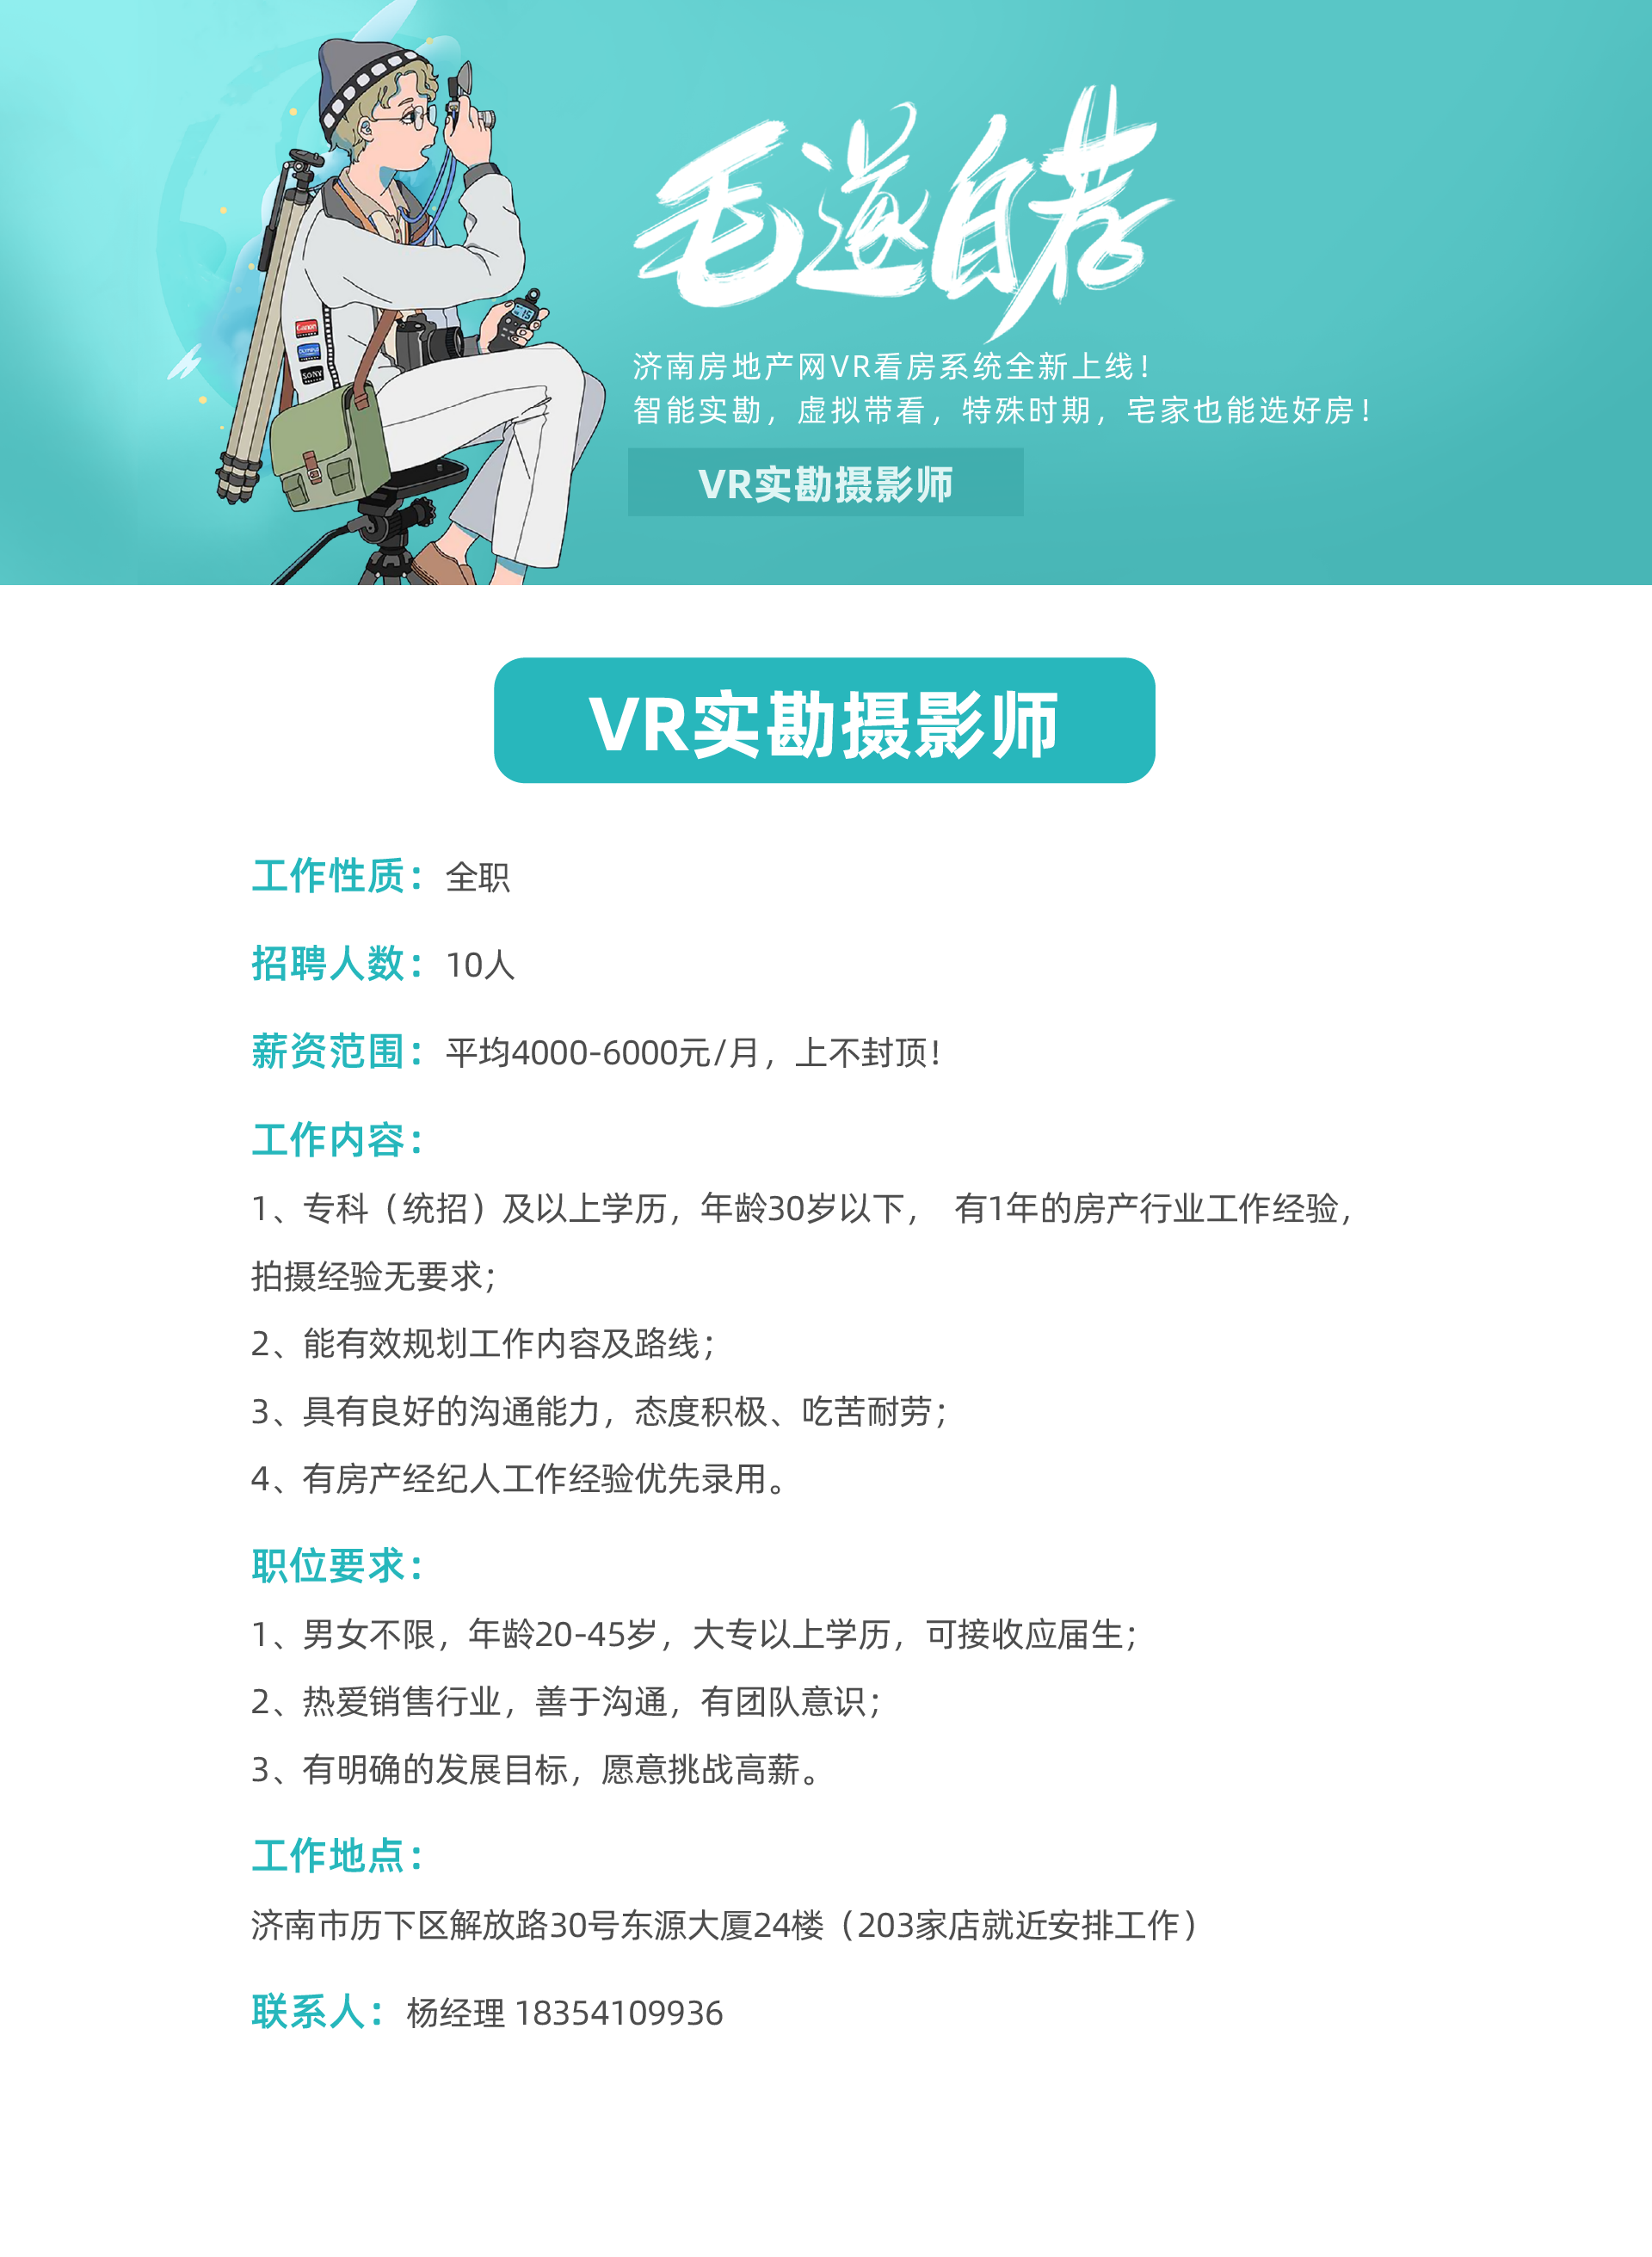 毛遂自荐
济南房地产网VR看房系统全新上线！
智能实勘，虚拟带看，特殊时期，宅家也能选好房！
VR实勘摄影师
Canon
SONY
15
VR实勘摄影师
工作性质：全职
招聘人数：10人
薪资范围：平均4000-6000元/月，上不封顶！
工作内容：
1、专科（统招）及以上学历，年龄30岁以下， 有1年的房产行业工作经验，
拍摄经验无要求；
2、能有效规划工作内容及路线；
3、具有良好的沟通能力，态度积极、吃苦耐劳；
4、有房产经纪人工作经验优先录用。
职位要求：
1、男女不限，年龄20-45岁，大专以上学历，可接收应届生；
2、热爱销售行业，善于沟通，有团队意识；
3、有明确的发展目标，愿意挑战高薪。
工作地点：
济南市历下区解放路30号东源大厦24楼（203家店就近安排工作）
联系人：杨经理 18354109936